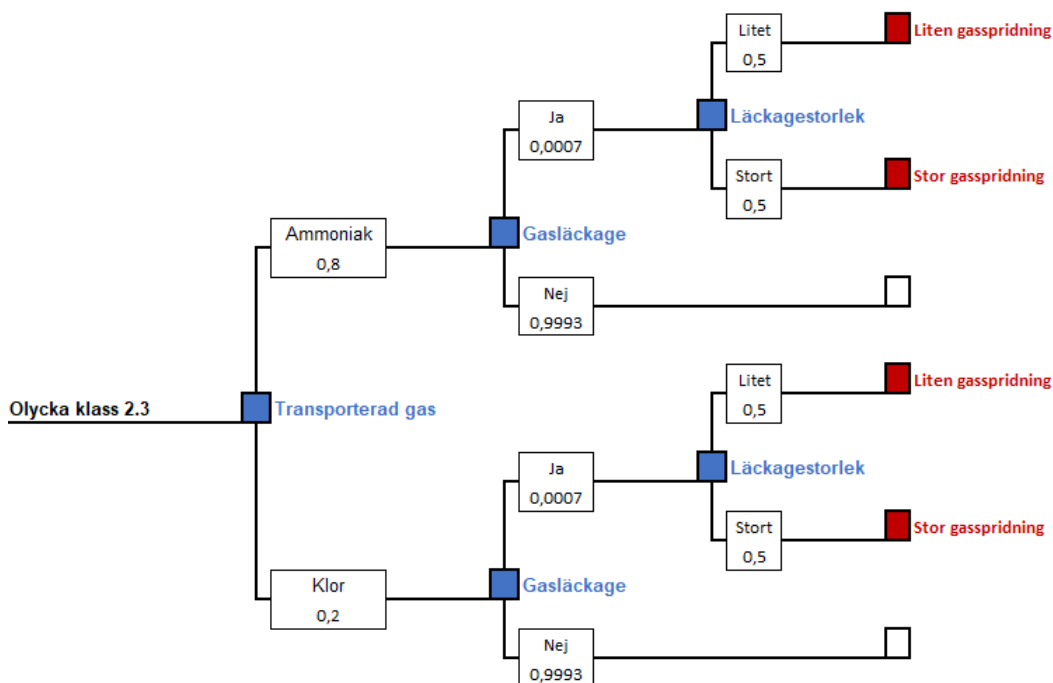 Litet
0,5
Liten gasspridning
Ja
0,0007
Läckagestorlek
Stort
0,5
Stor gasspridning
Ammoniak
0,8
Gasläckage
Nej
0,9993
Olycka klass 2.3
Transporterad gas
Litet
0,5
Liten gasspridning
Ja
0,0007
Läckagestorlek
Stort
0,5
Stor gasspridning
Klor
0,2
Gasläckage
Nej
0,9993